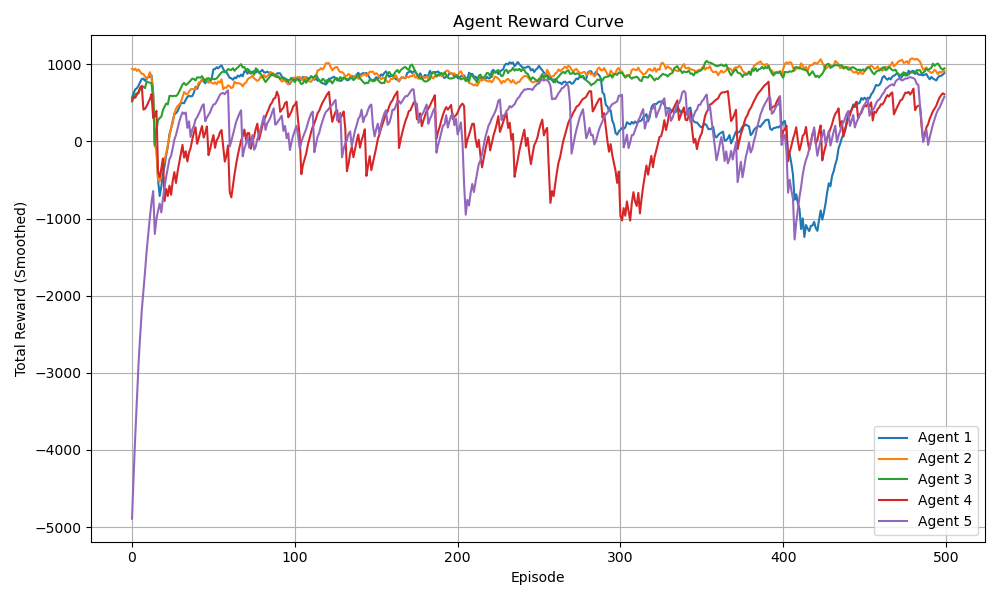 Agent Reward Curve
Total Reward (Smoothed)
1000
0
−1000
−2000
−3000
−4000
−5000
0
100
200
300
400
500
Episode
Agent 1
Agent 2
Agent 3
Agent 4
Agent 5